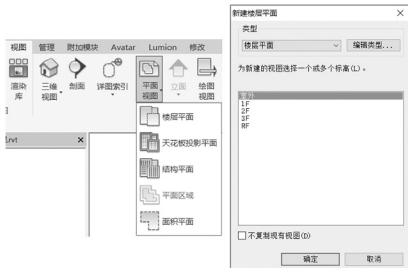 视图 管理 附加模块 Avatar Lumion 修改
渲染库 三维视图 剖面 详图索引 平面视图 立面 绘图视图
.rvt ×
楼层平面
天花板投影平面
结构平面
平面区域
面积平面
新建楼层平面 ×
类型
楼层平面 编辑类型...
为新建的视图选择一个或多个标高(L)。
室外
1F
2F
3F
RF
不复制现有视图(D)
确定 取消